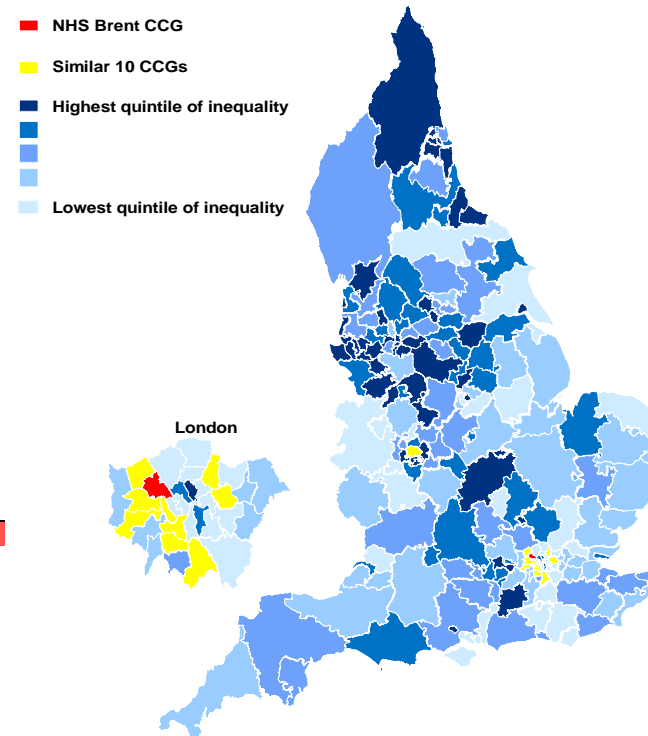 NHS Brent CCG
Similar 10 CCGs
Highest quintile of inequality
Lowest quintile of inequality
London